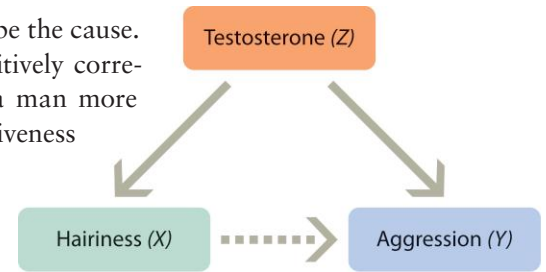 be the cause.
itively corre-
a man more
iveness
Testosterone (Z)
Hairiness (X)
Aggression (Y)